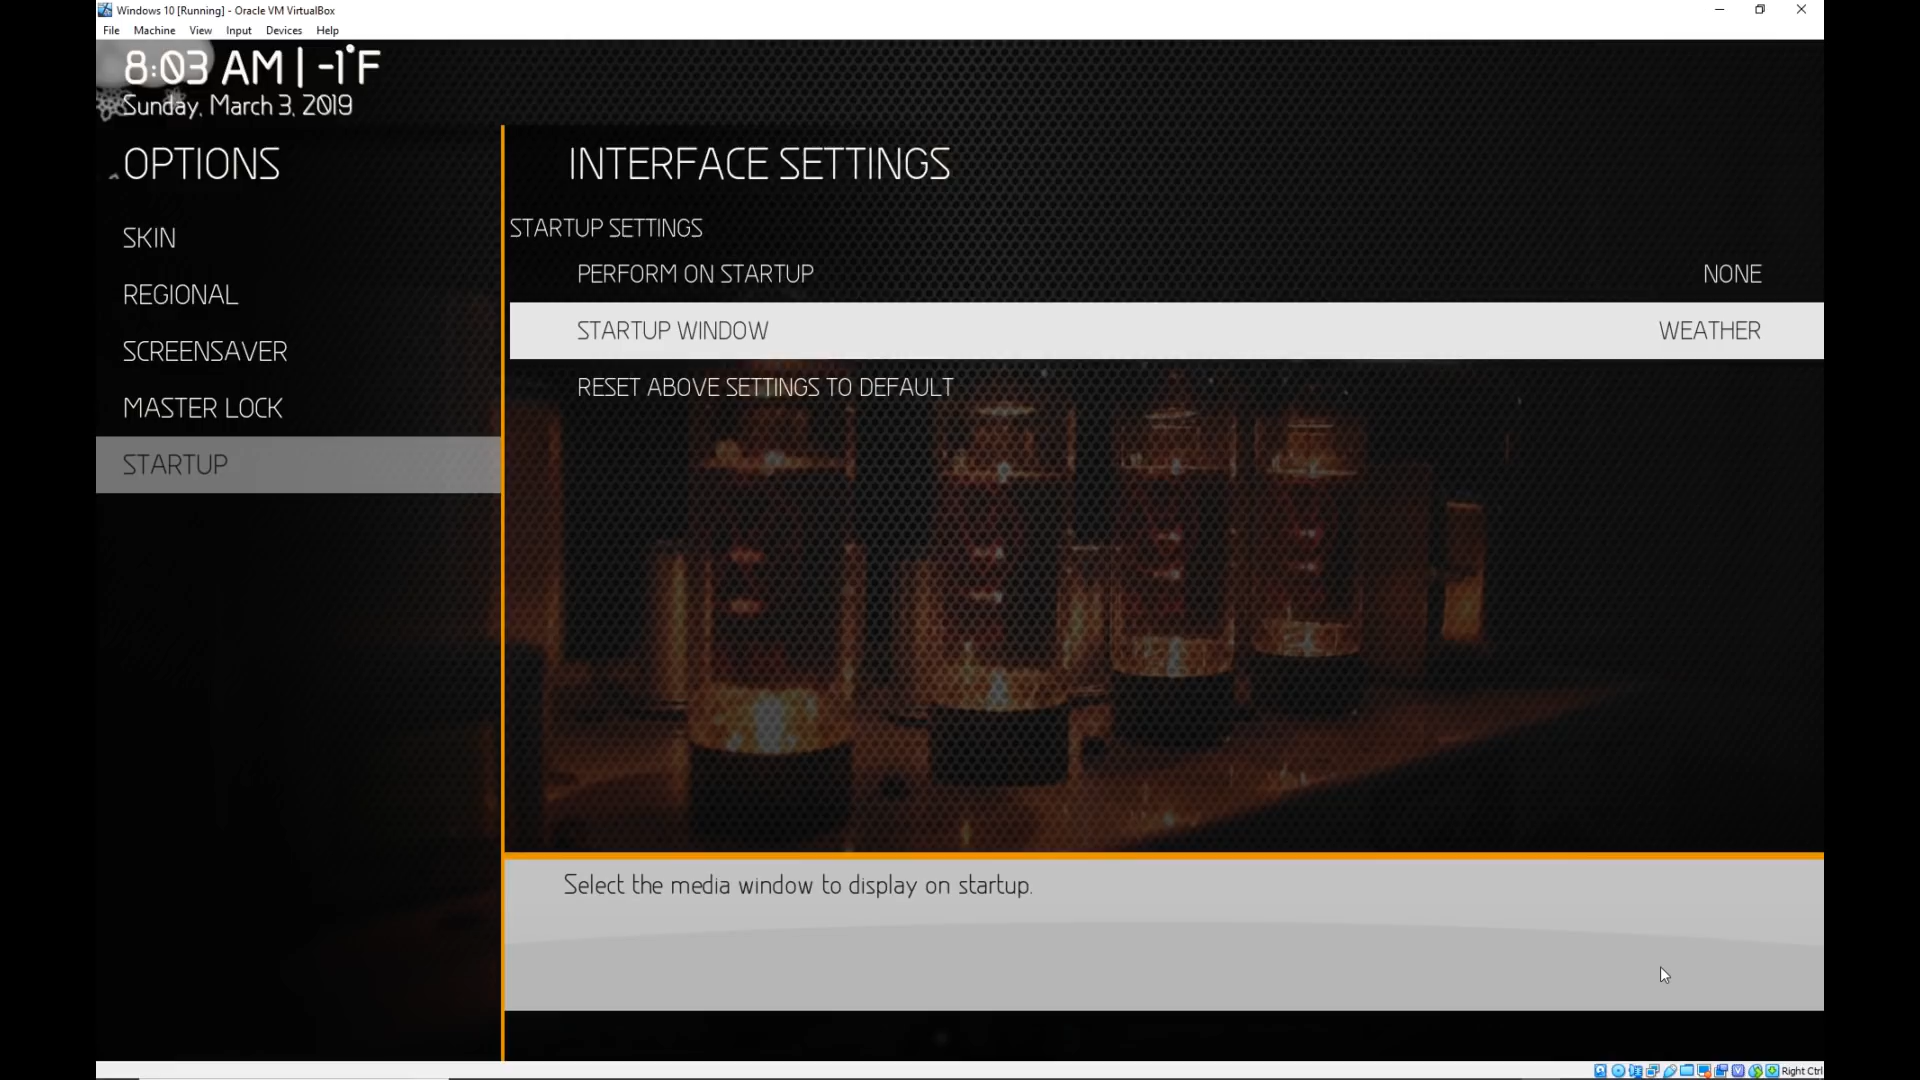 Windows 10 [Running] - Oracle VM VirtualBox
File Machine View Input Devices Help
8:03 AM | -1°F
Sunday, March 3, 2019
OPTIONS
SKIN
REGIONAL
SCREENSAVER
MASTER LOCK
STARTUP
INTERFACE SETTINGS
STARTUP SETTINGS
PERFORM ON STARTUP NONE
STARTUP WINDOW WEATHER
RESET ABOVE SETTINGS TO DEFAULT
Select the media window to display on startup.
Right Ctrl